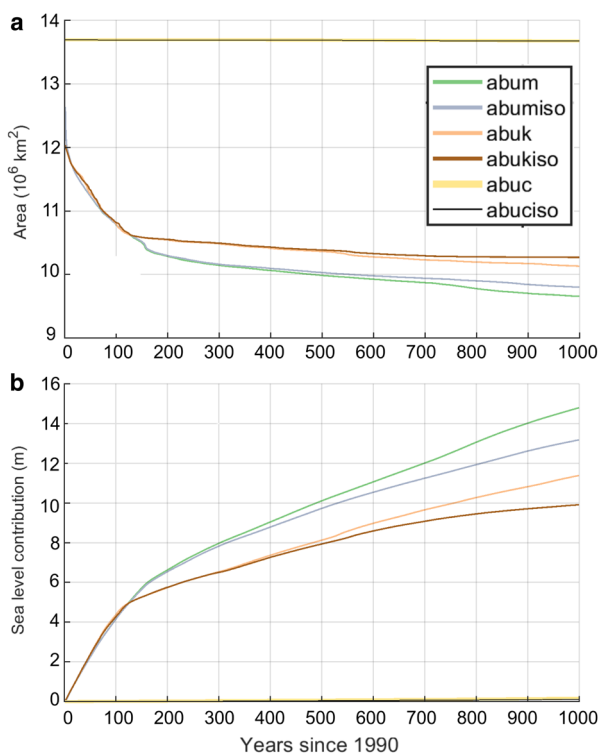 a
14
13
12
11
10
9
Area (10⁶ km²)
abum
abumiso
abuk
abukiso
abuc
abuciso
0 100 200 300 400 500 600 700 800 900 1000
b
16
14
12
10
8
6
4
2
0
Sea level contribution (m)
0 100 200 300 400 500 600 700 800 900 1000
Years since 1990